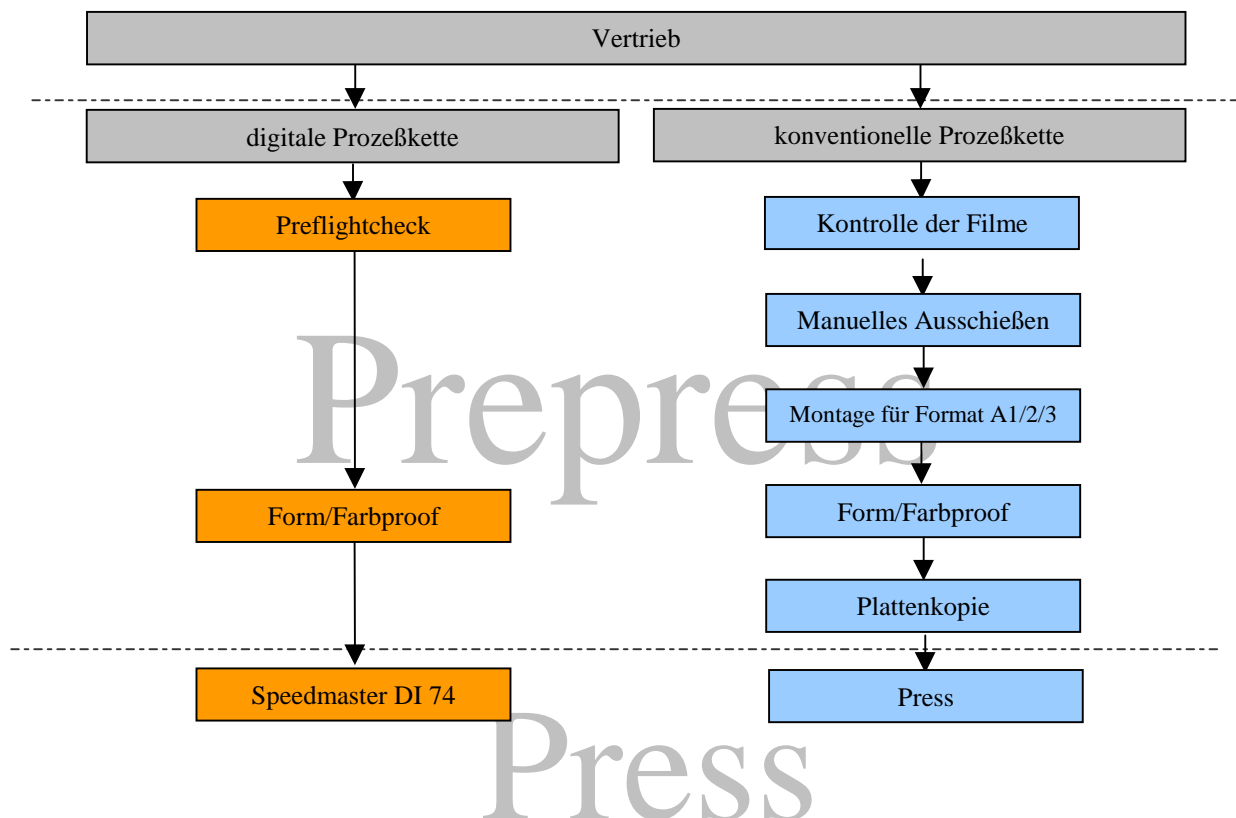 Vertrieb
digitale Prozeßkette
konventionelle Prozeßkette
Preflightcheck
Kontrolle der Filme
Manuelles Ausschießen
Prepress
Montage für Format A1/2/3
Form/Farbproof
Form/Farbproof
Plattenkopie
Speedmaster DI 74
Press
Press